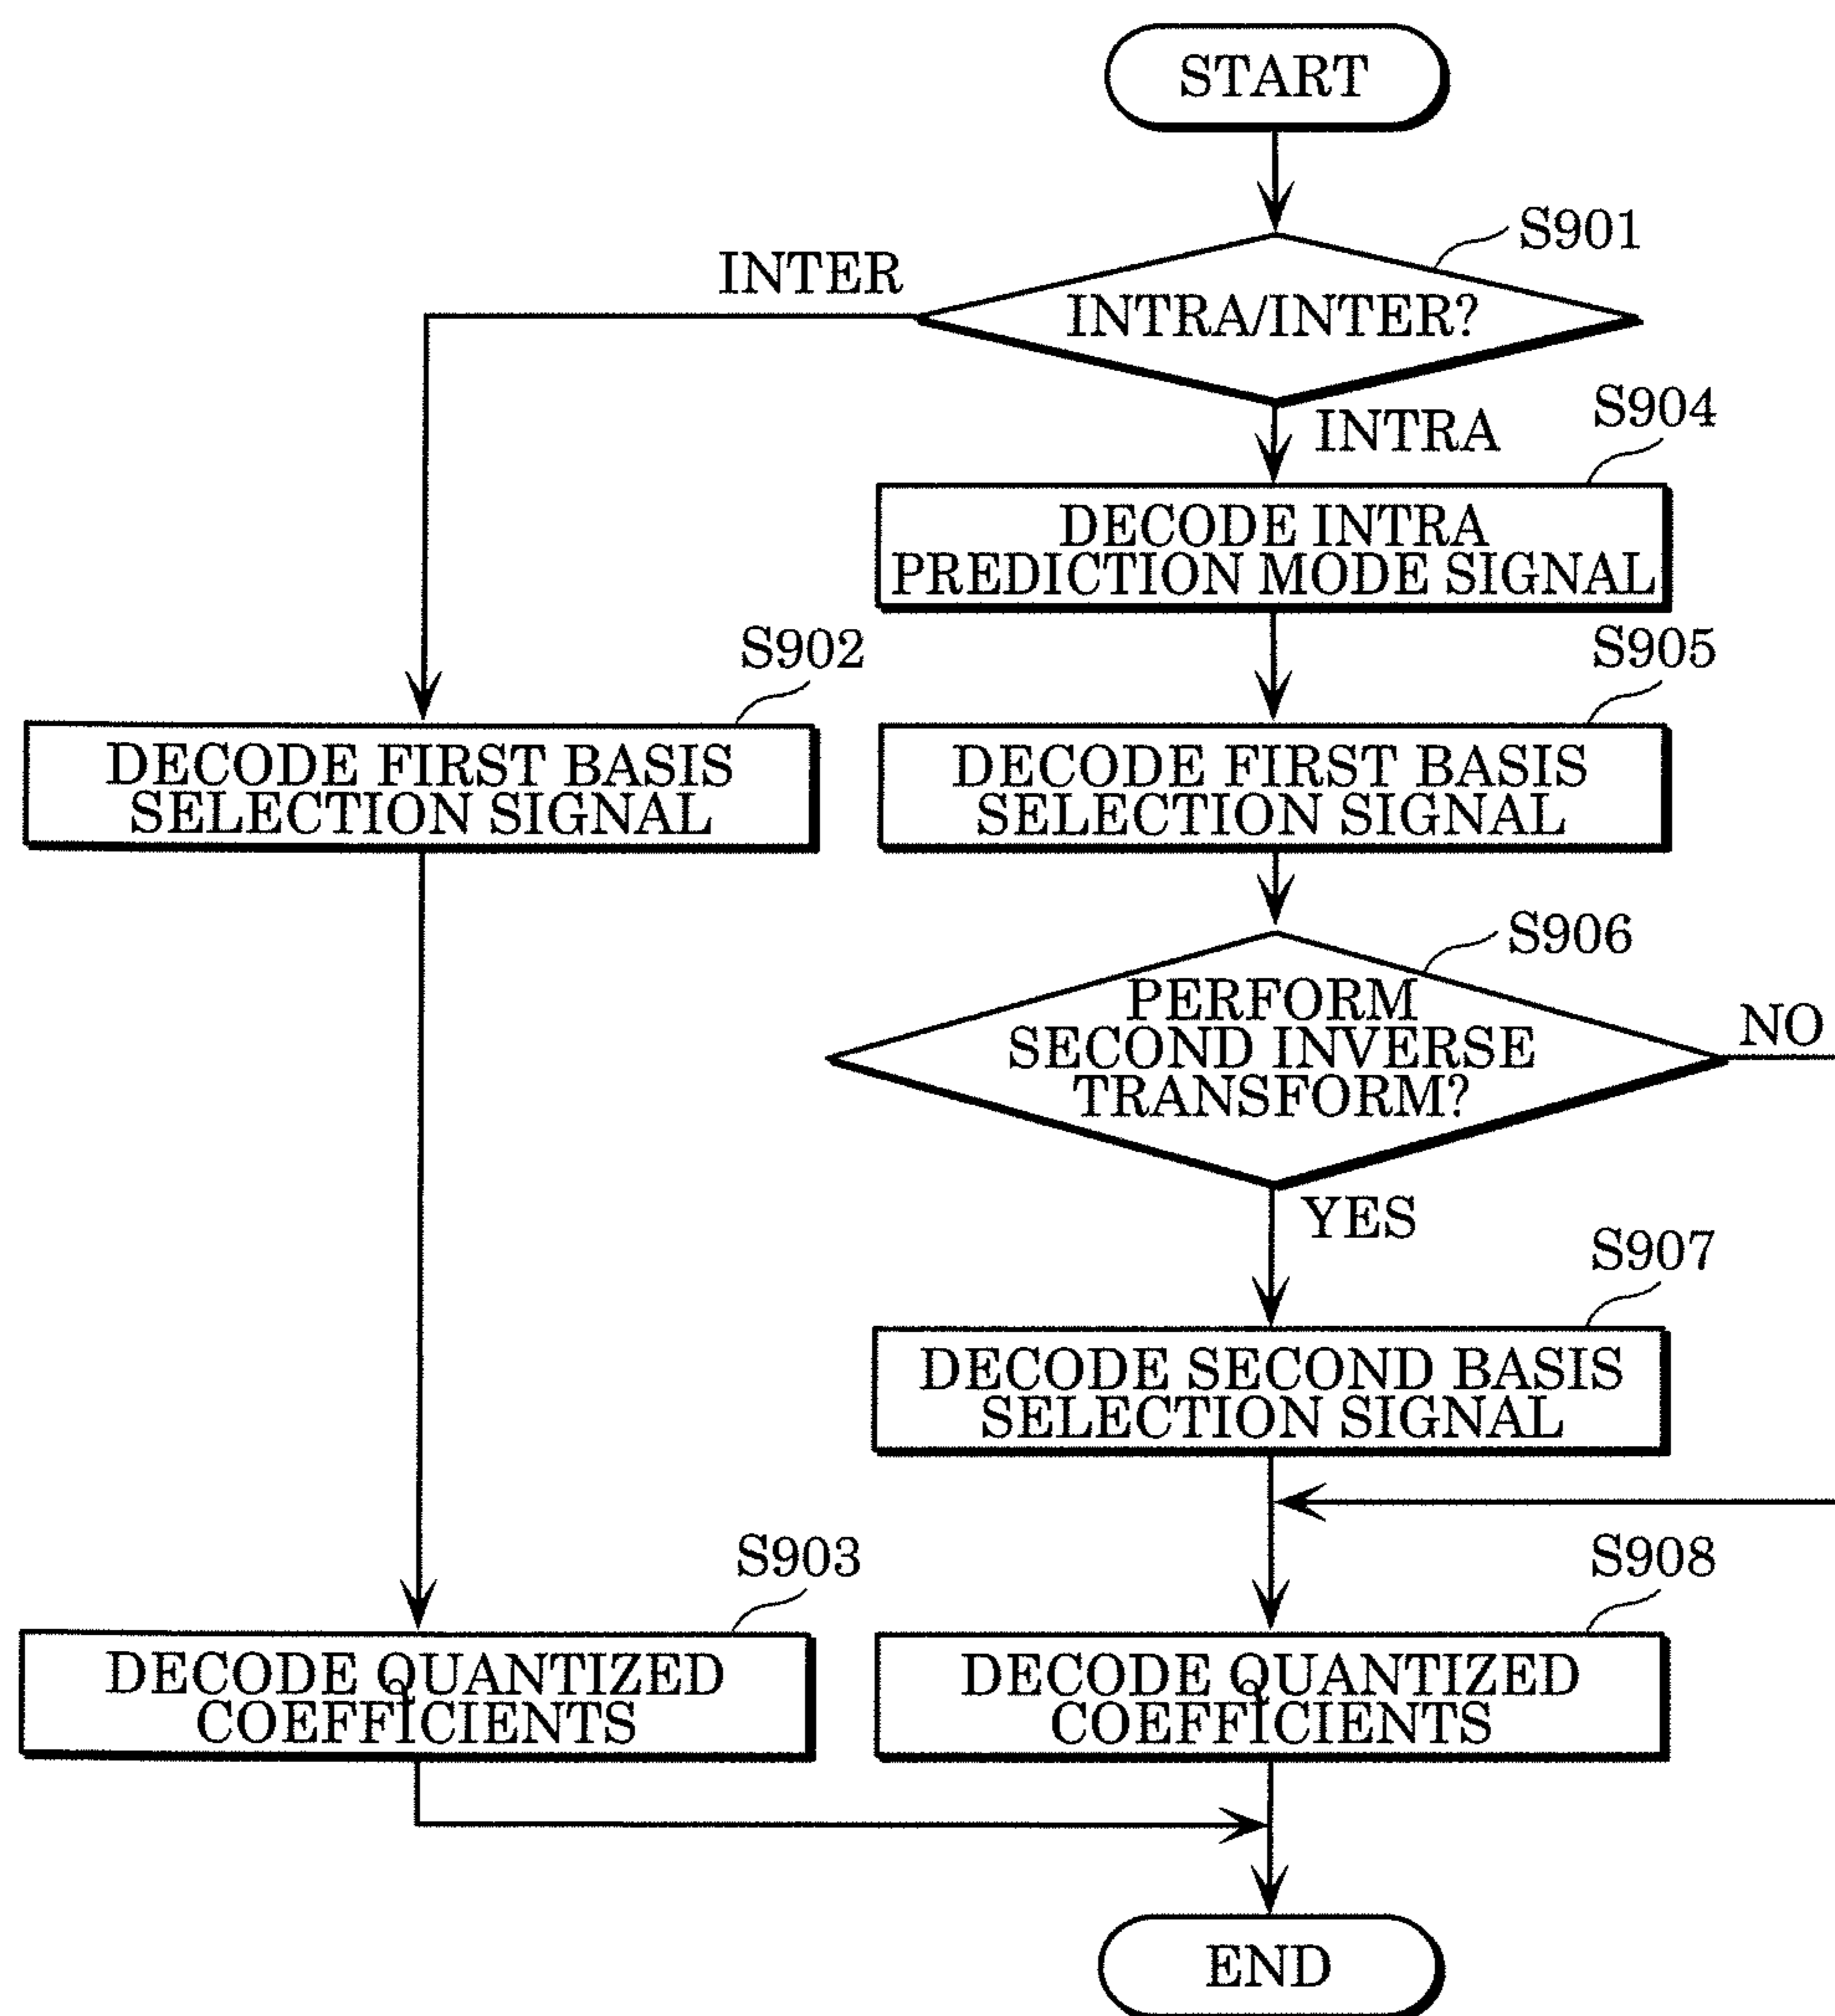 START
S901
INTER
INTRA/INTER?
S904
INTRA
DECODE INTRA
PREDICTION MODE SIGNAL
S902
S905
DECODE FIRST BASIS
SELECTION SIGNAL
DECODE FIRST BASIS
SELECTION SIGNAL
S906
PERFORM
SECOND INVERSE
TRANSFORM?
NO
YES
S907
DECODE SECOND BASIS
SELECTION SIGNAL
S903
S908
DECODE QUANTIZED
COEFFICIENTS
DECODE QUANTIZED
COEFFICIENTS
END